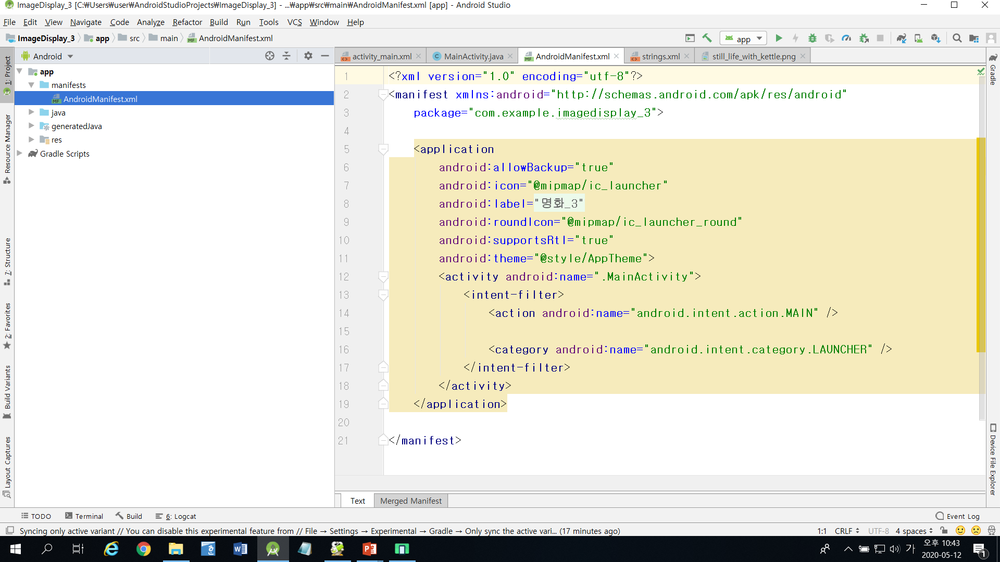 ImageDisplay_3 [C:₩Users₩user₩AndroidStudioProjects₩ImageDisplay_3] - ...₩app₩src₩main₩AndroidManifest.xml [app] - Android Studio
File Edit View Navigate Code Analyze Refactor Build Run Tools VCS Window Help
ImageDisplay_3 app src main AndroidManifest.xml
app
Android
activity_main.xml MainActivity.java AndroidManifest.xml strings.xml still_life_with_kettle.png
1: Project
Resource Manager
7: Structure
2: Favorites
Build Variants
Layout Captures
app
manifests
AndroidManifest.xml
java
generatedJava
res
Gradle Scripts
1 <?xml version="1.0" encoding="utf-8"?>
2 <manifest xmlns:android="http://schemas.android.com/apk/res/android"
3 package="com.example.imagedisplay_3">
4
5 <application
6 android:allowBackup="true"
7 android:icon="@mipmap/ic_launcher"
8 android:label="명화_3"
9 android:roundIcon="@mipmap/ic_launcher_round"
10 android:supportsRtl="true"
11 android:theme="@style/AppTheme">
12 <activity android:name=".MainActivity">
13 <intent-filter>
14 <action android:name="android.intent.action.MAIN" />
15
16 <category android:name="android.intent.category.LAUNCHER" />
17 </intent-filter>
18 </activity>
19 </application>
20
21 </manifest>
Gradle
Device File Explorer
Text Merged Manifest
TODO Terminal Build 6: Logcat Event Log
Syncing only active variant // You can disable this experimental feature from // File → Settings → Experimental → Gradle → Only sync the active vari... (17 minutes ago) 1:1 CRLF UTF-8 4 spaces
가 오후 10:43
2020-05-12 1